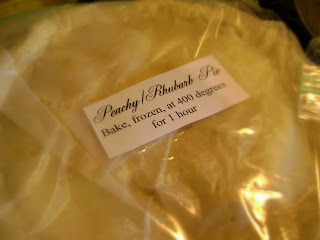 Peachy/Rhubarb Pie
Bake, frozen, at 400 degrees
for 1 hour